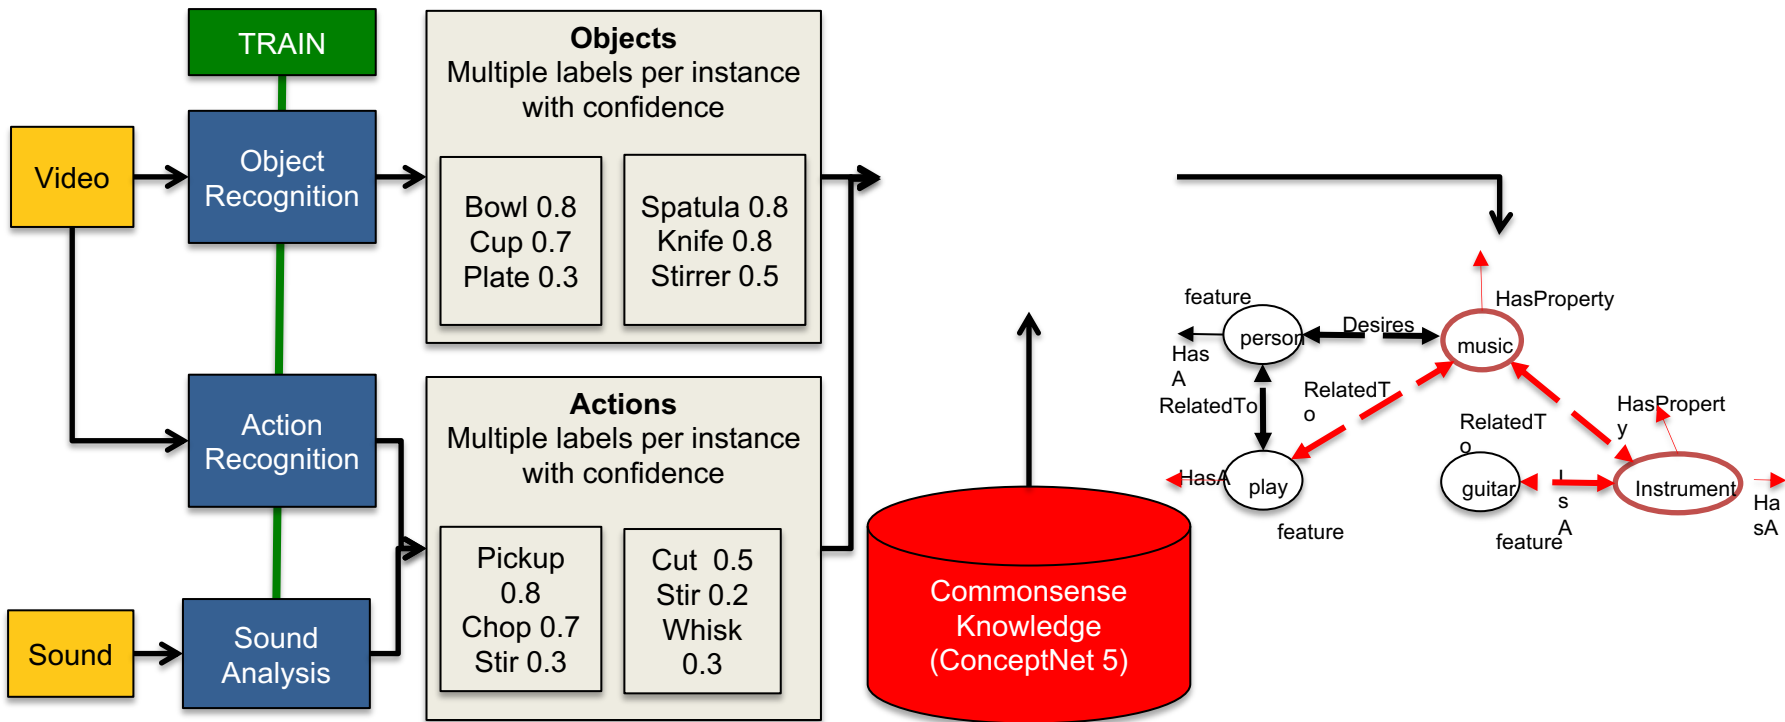 TRAIN
Video
Object
Recognition
Action
Recognition
Sound
Sound
Analysis
Objects
Multiple labels per instance
with confidence
Bowl 0.8
Cup 0.7
Plate 0.3
Spatula 0.8
Knife 0.8
Stirrer 0.5
Actions
Multiple labels per instance
with confidence
Pickup
0.8
Chop 0.7
Stir 0.3
Cut 0.5
Stir 0.2
Whisk
0.3
Commonsense
Knowledge
(ConceptNet 5)
feature
person
Has
A
Desires
HasProperty
music
RelatedTo
RelatedT
o
HasA
play
feature
RelatedT
o
guitar
feature
I
s
A
HasPropert
y
Instrument
Ha
sA